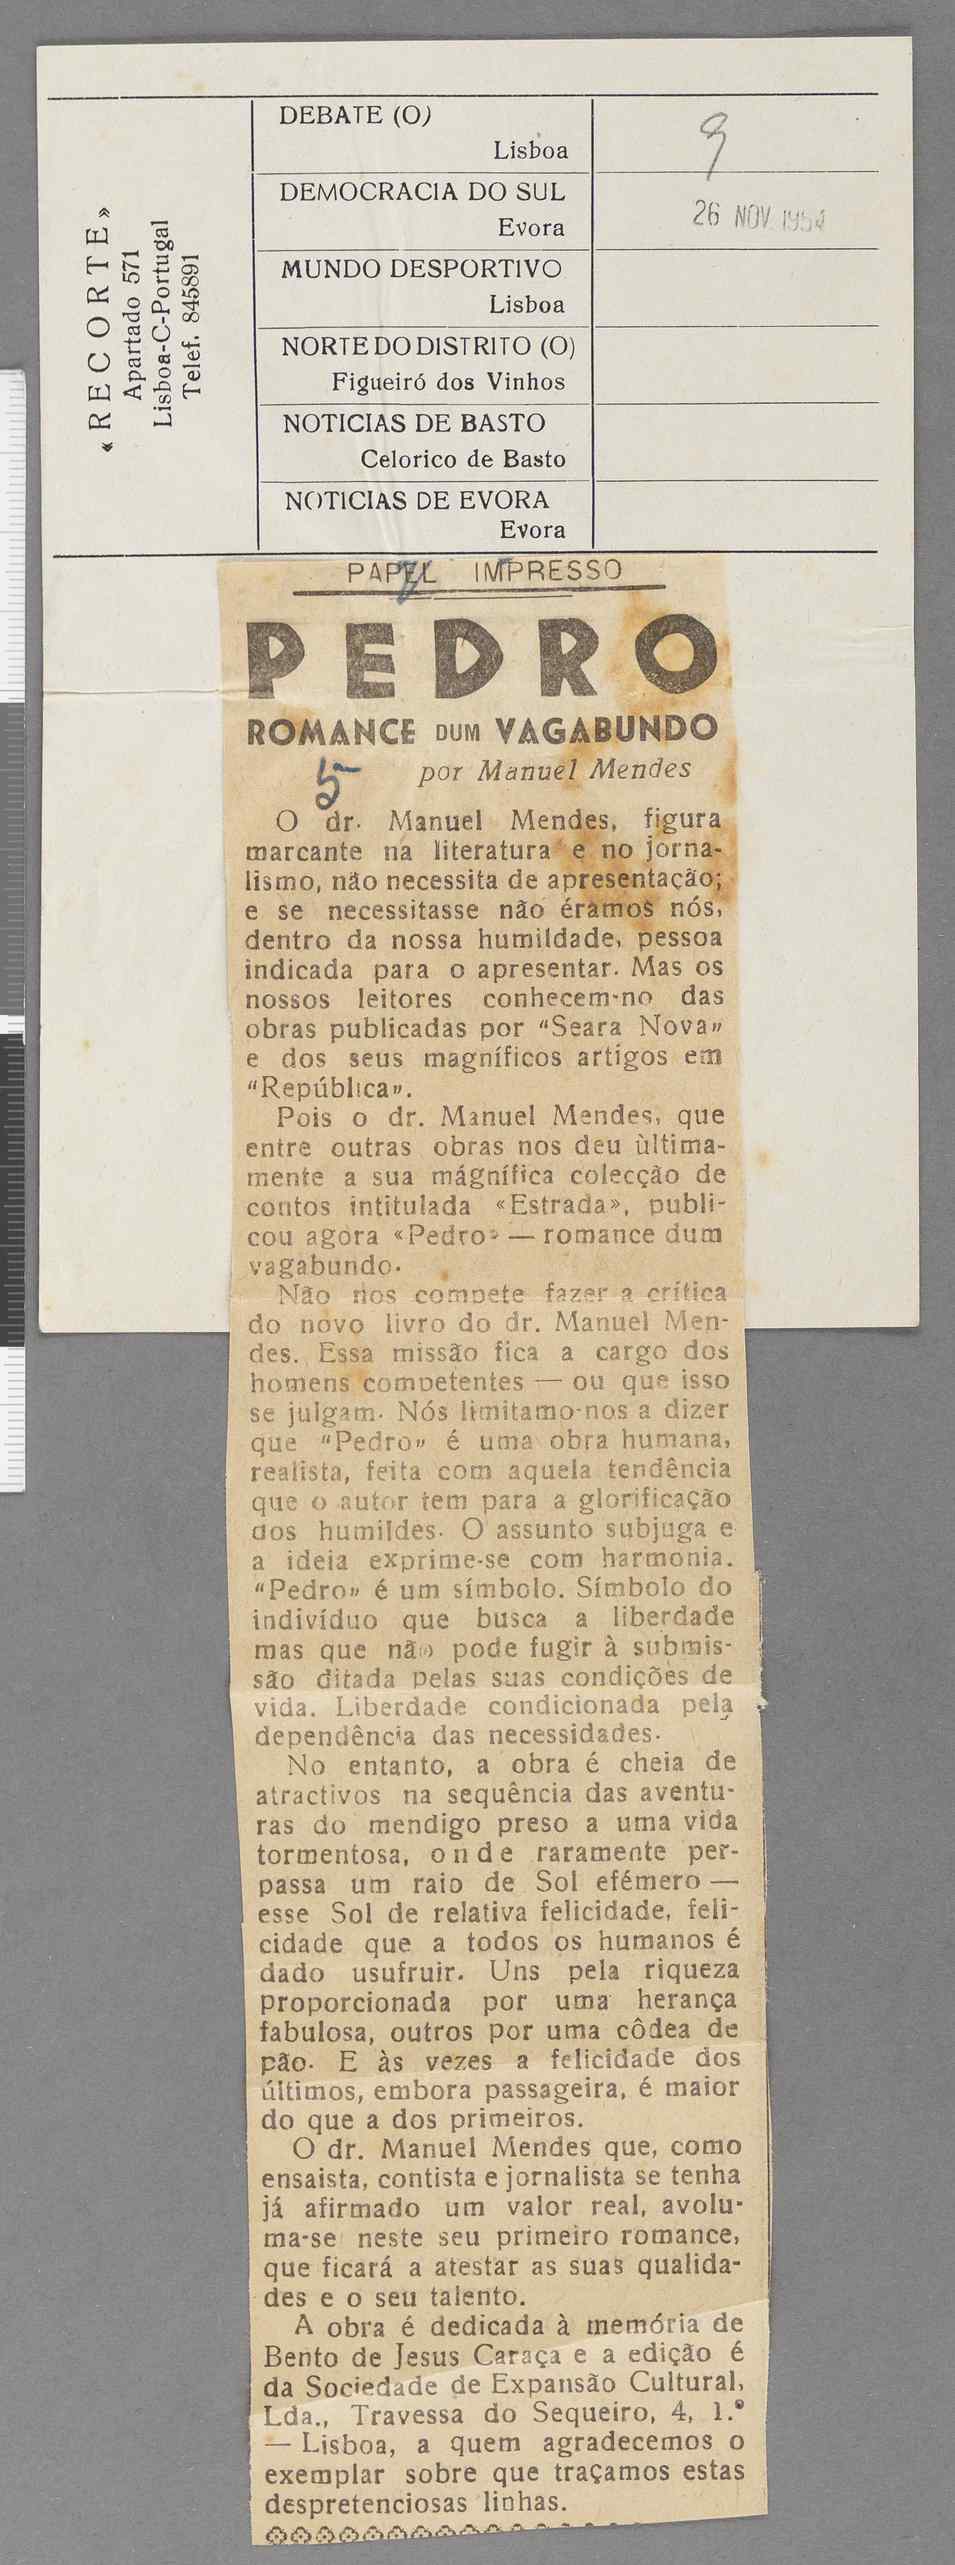 «RECORTE»
Apartado 571
Lisboa-C-Portugal
Telef. 845891
DEBATE (O)
Lisboa
9
DEMOCRACIA DO SUL
Evora
26 NOV. 1954
MUNDO DESPORTIVO
Lisboa
NORTE DO DISTRITO (O)
Figueiró dos Vinhos
NOTICIAS DE BASTO
Celorico de Basto
NOTICIAS DE EVORA
Evora
PAPEL IMPRESSO
PEDRO
ROMANCE DUM VAGABUNDO
5 por Manuel Mendes
O dr. Manuel Mendes, figura
marcante na literatura e no jorna-
lismo, não necessita de apresentação;
e se necessitasse não éramos nós,
dentro da nossa humildade, pessoa
indicada para o apresentar. Mas os
nossos leitores conhecem-no das
obras publicadas por “Seara Nova”
e dos seus magníficos artigos em
“República”.
Pois o dr. Manuel Mendes, que
entre outras obras nos deu ùltima-
mente a sua mágnífica colecção de
contos intitulada «Estrada», publi-
cou agora «Pedro» — romance dum
vagabundo.
Não nos compete fazer a crítica
do novo livro do dr. Manuel Men-
des. Essa missão fica a cargo dos
homens competentes — ou que isso
se julgam. Nós limitamo-nos a dizer
que “Pedro” é uma obra humana,
realista, feita com aquela tendência
que o autor tem para a glorificação
dos humildes. O assunto subjuga e
a ideia exprime-se com harmonia.
“Pedro” é um símbolo. Símbolo do
indivíduo que busca a liberdade
mas que não pode fugir à submis-
são ditada pelas suas condições de
vida. Liberdade condicionada pela
dependência das necessidades.
No entanto, a obra é cheia de
atractivos na sequência das aventu-
ras do mendigo preso a uma vida
tormentosa, onde raramente per-
passa um raio de Sol efémero —
esse Sol de relativa felicidade, feli-
cidade que a todos os humanos é
dado usufruir. Uns pela riqueza
proporcionada por uma herança
fabulosa, outros por uma côdea de
pão. E às vezes a felicidade dos
últimos, embora passageira, é maior
do que a dos primeiros.
O dr. Manuel Mendes que, como
ensaista, contista e jornalista se tenha
já afirmado um valor real, avolu-
ma-se neste seu primeiro romance,
que ficará a atestar as suas qualida-
des e o seu talento.
A obra é dedicada à memória de
Bento de Jesus Caraça e a edição é
da Sociedade de Expansão Cultural,
Lda., Travessa do Sequeiro, 4, 1.º
— Lisboa, a quem agradecemos o
exemplar sobre que traçamos estas
despretenciosas linhas.